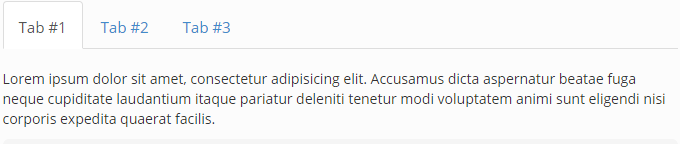 Tab #1 Tab #2 Tab #3
Lorem ipsum dolor sit amet, consectetur adipisicing elit. Accusamus dicta aspernatur beatae fuga
neque cupiditate laudantium itaque pariatur deleniti tenetur modi voluptatem animi sunt eligendi nisi
corporis expedita quaerat facilis.